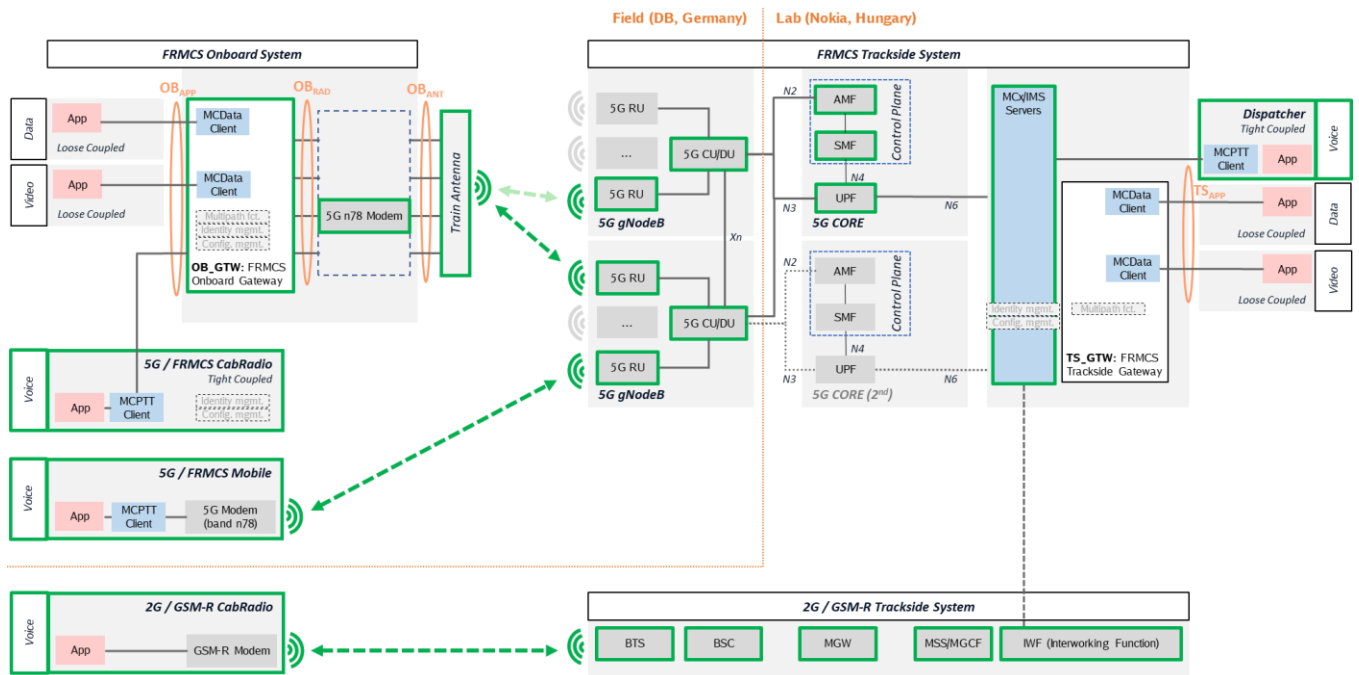 Field (DB, Germany)
Lab (Nokia, Hungary)
FRMCS Onboard System
FRMCS Trackside System
OB_APP
OB_RAD
OB_ANT
Data
App
Loose Coupled
MCData
Client
Video
App
Loose Coupled
MCData
Client
Multipath fct.
Identity mgmt.
Config. mgmt.
OB_GTW: FRMCS
Onboard Gateway
5G n78 Modem
Train Antenna
5G RU
...
5G RU
5G CU/DU
5G gNodeB
Xn
5G RU
...
5G RU
5G CU/DU
5G gNodeB
N2
AMF
SMF
Control Plane
N4
N3
UPF
N6
5G CORE
N2
AMF
SMF
Control Plane
N4
N3
UPF
N6
5G CORE (2nd)
MCx/IMS
Servers
Identity mgmt.
Config. mgmt.
Dispatcher
Tight Coupled
MCPTT
Client
App
Voice
TS_APP
MCData
Client
App
Loose Coupled
Data
MCData
Client
App
Loose Coupled
Video
Multipath fct.
TS_GTW: FRMCS
Trackside Gateway
Voice
5G / FRMCS CabRadio
Tight Coupled
App
MCPTT
Client
Identity mgmt.
Config. mgmt.
Voice
5G / FRMCS Mobile
App
MCPTT
Client
5G Modem
(band n78)
Voice
2G / GSM-R CabRadio
App
GSM-R Modem
2G / GSM-R Trackside System
BTS
BSC
MGW
MSS/MGCF
IWF (Interworking Function)